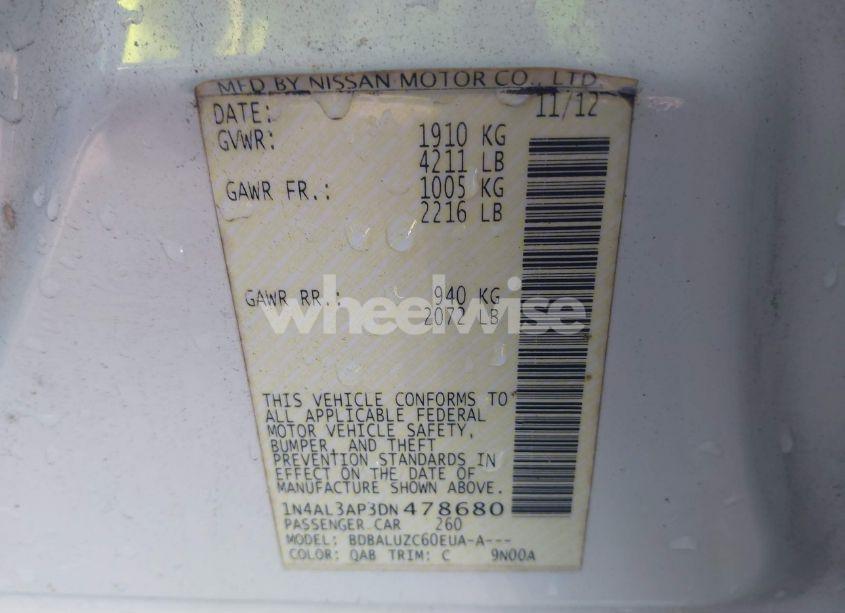 MFD BY NISSAN MOTOR CO., LTD.
DATE: 11/12
GVWR: 1910 KG
4211 LB
GAWR FR.: 1005 KG
2216 LB
GAWR RR.: 940 KG
2072 LB
wheelwise
THIS VEHICLE CONFORMS TO
ALL APPLICABLE FEDERAL
MOTOR VEHICLE SAFETY,
BUMPER, AND THEFT
PREVENTION STANDARDS IN
EFFECT ON THE DATE OF
MANUFACTURE SHOWN ABOVE.
1N4AL3AP3DN478680
PASSENGER CAR 260
MODEL: BDBALUZC60EUA-A---
COLOR: QAB TRIM: C 9N00A